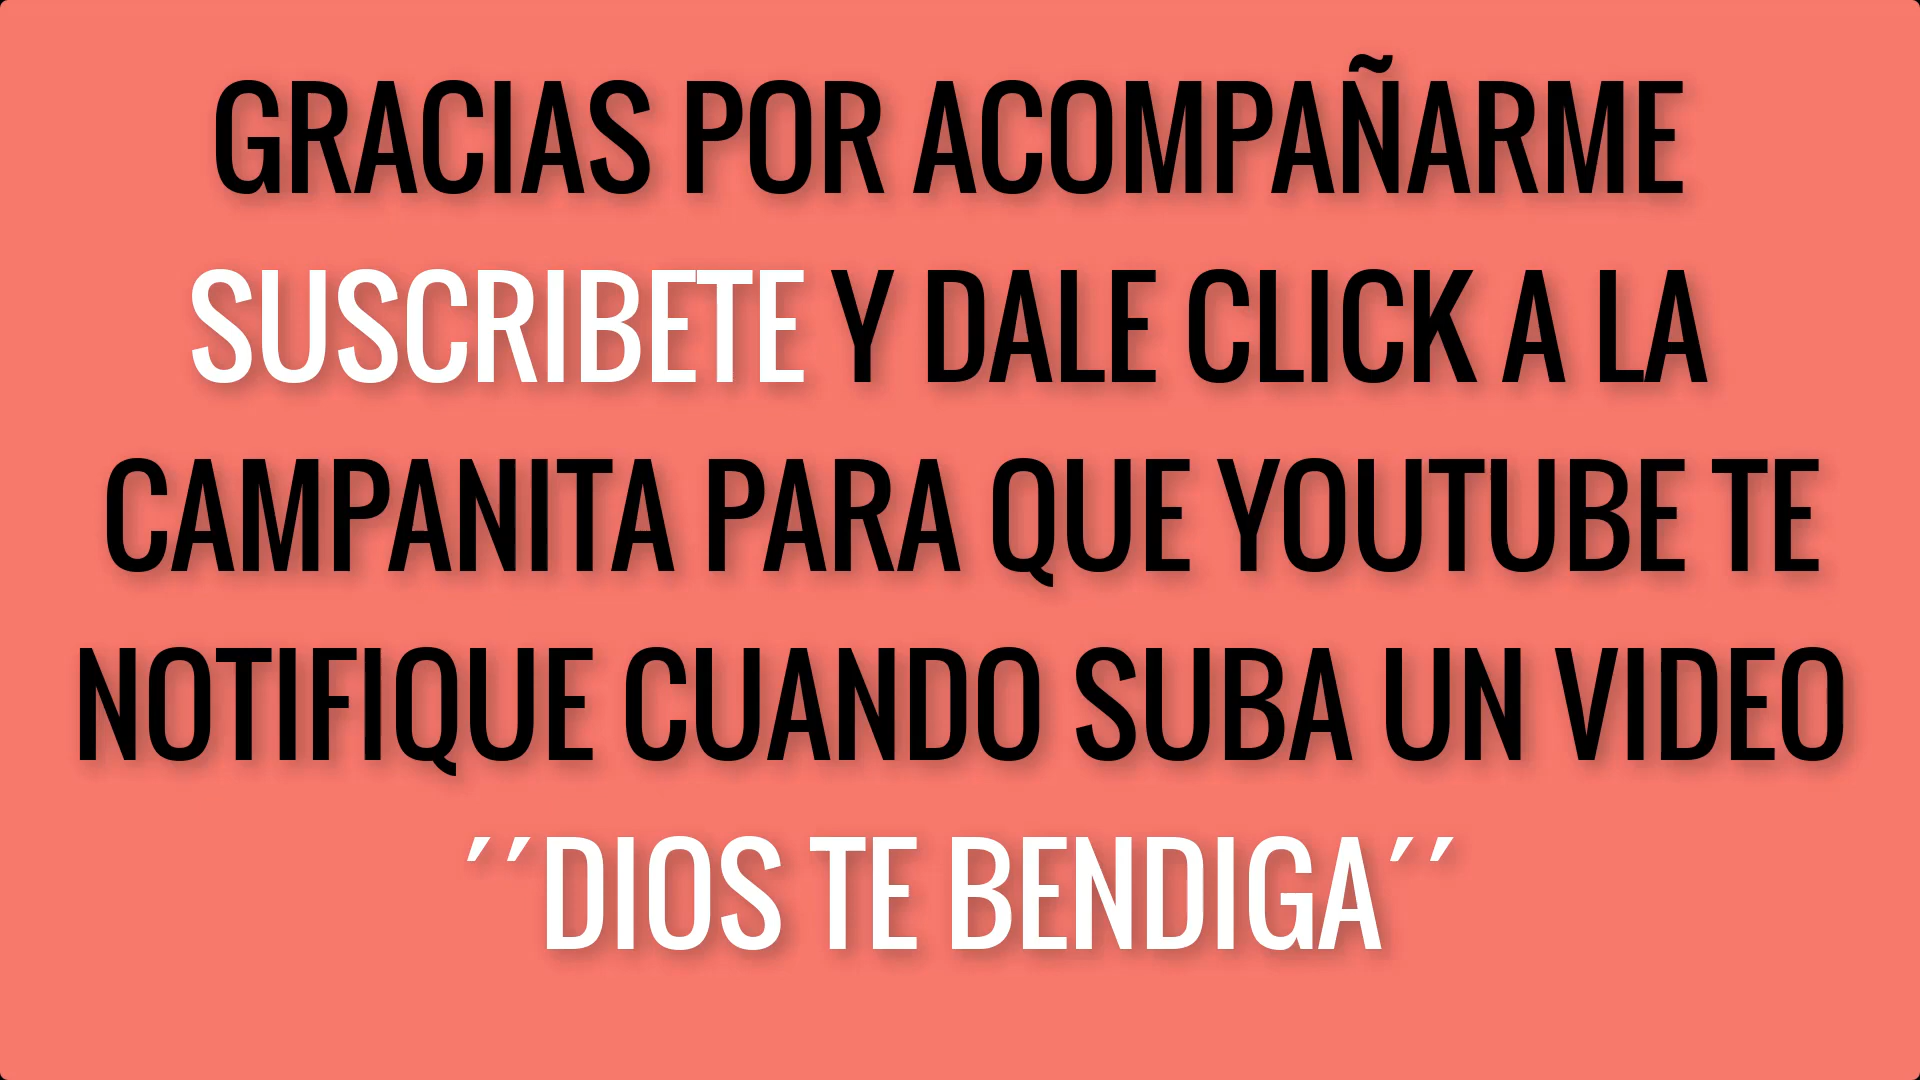 GRACIAS POR ACOMPAÑARME
SUSCRIBETE Y DALE CLICK A LA
CAMPANITA PARA QUE YOUTUBE TE
NOTIFIQUE CUANDO SUBA UN VIDEO
´´DIOS TE BENDIGA´´